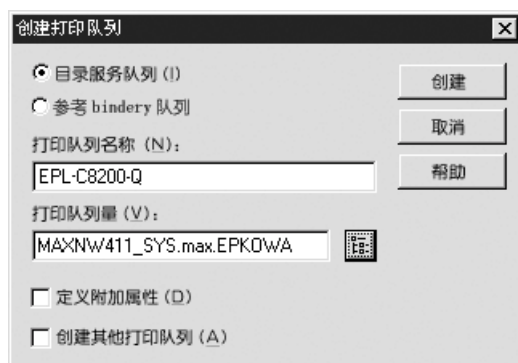 创建打印队列
目录服务队列(I)
创建
参考 bindery 队列
取消
打印队列名称(N):
帮助
EPL-C8200-Q
打印队列量(V):
MAXNW411_SYS.max.EPKOWA
定义附加属性(D)
创建其他打印队列(A)